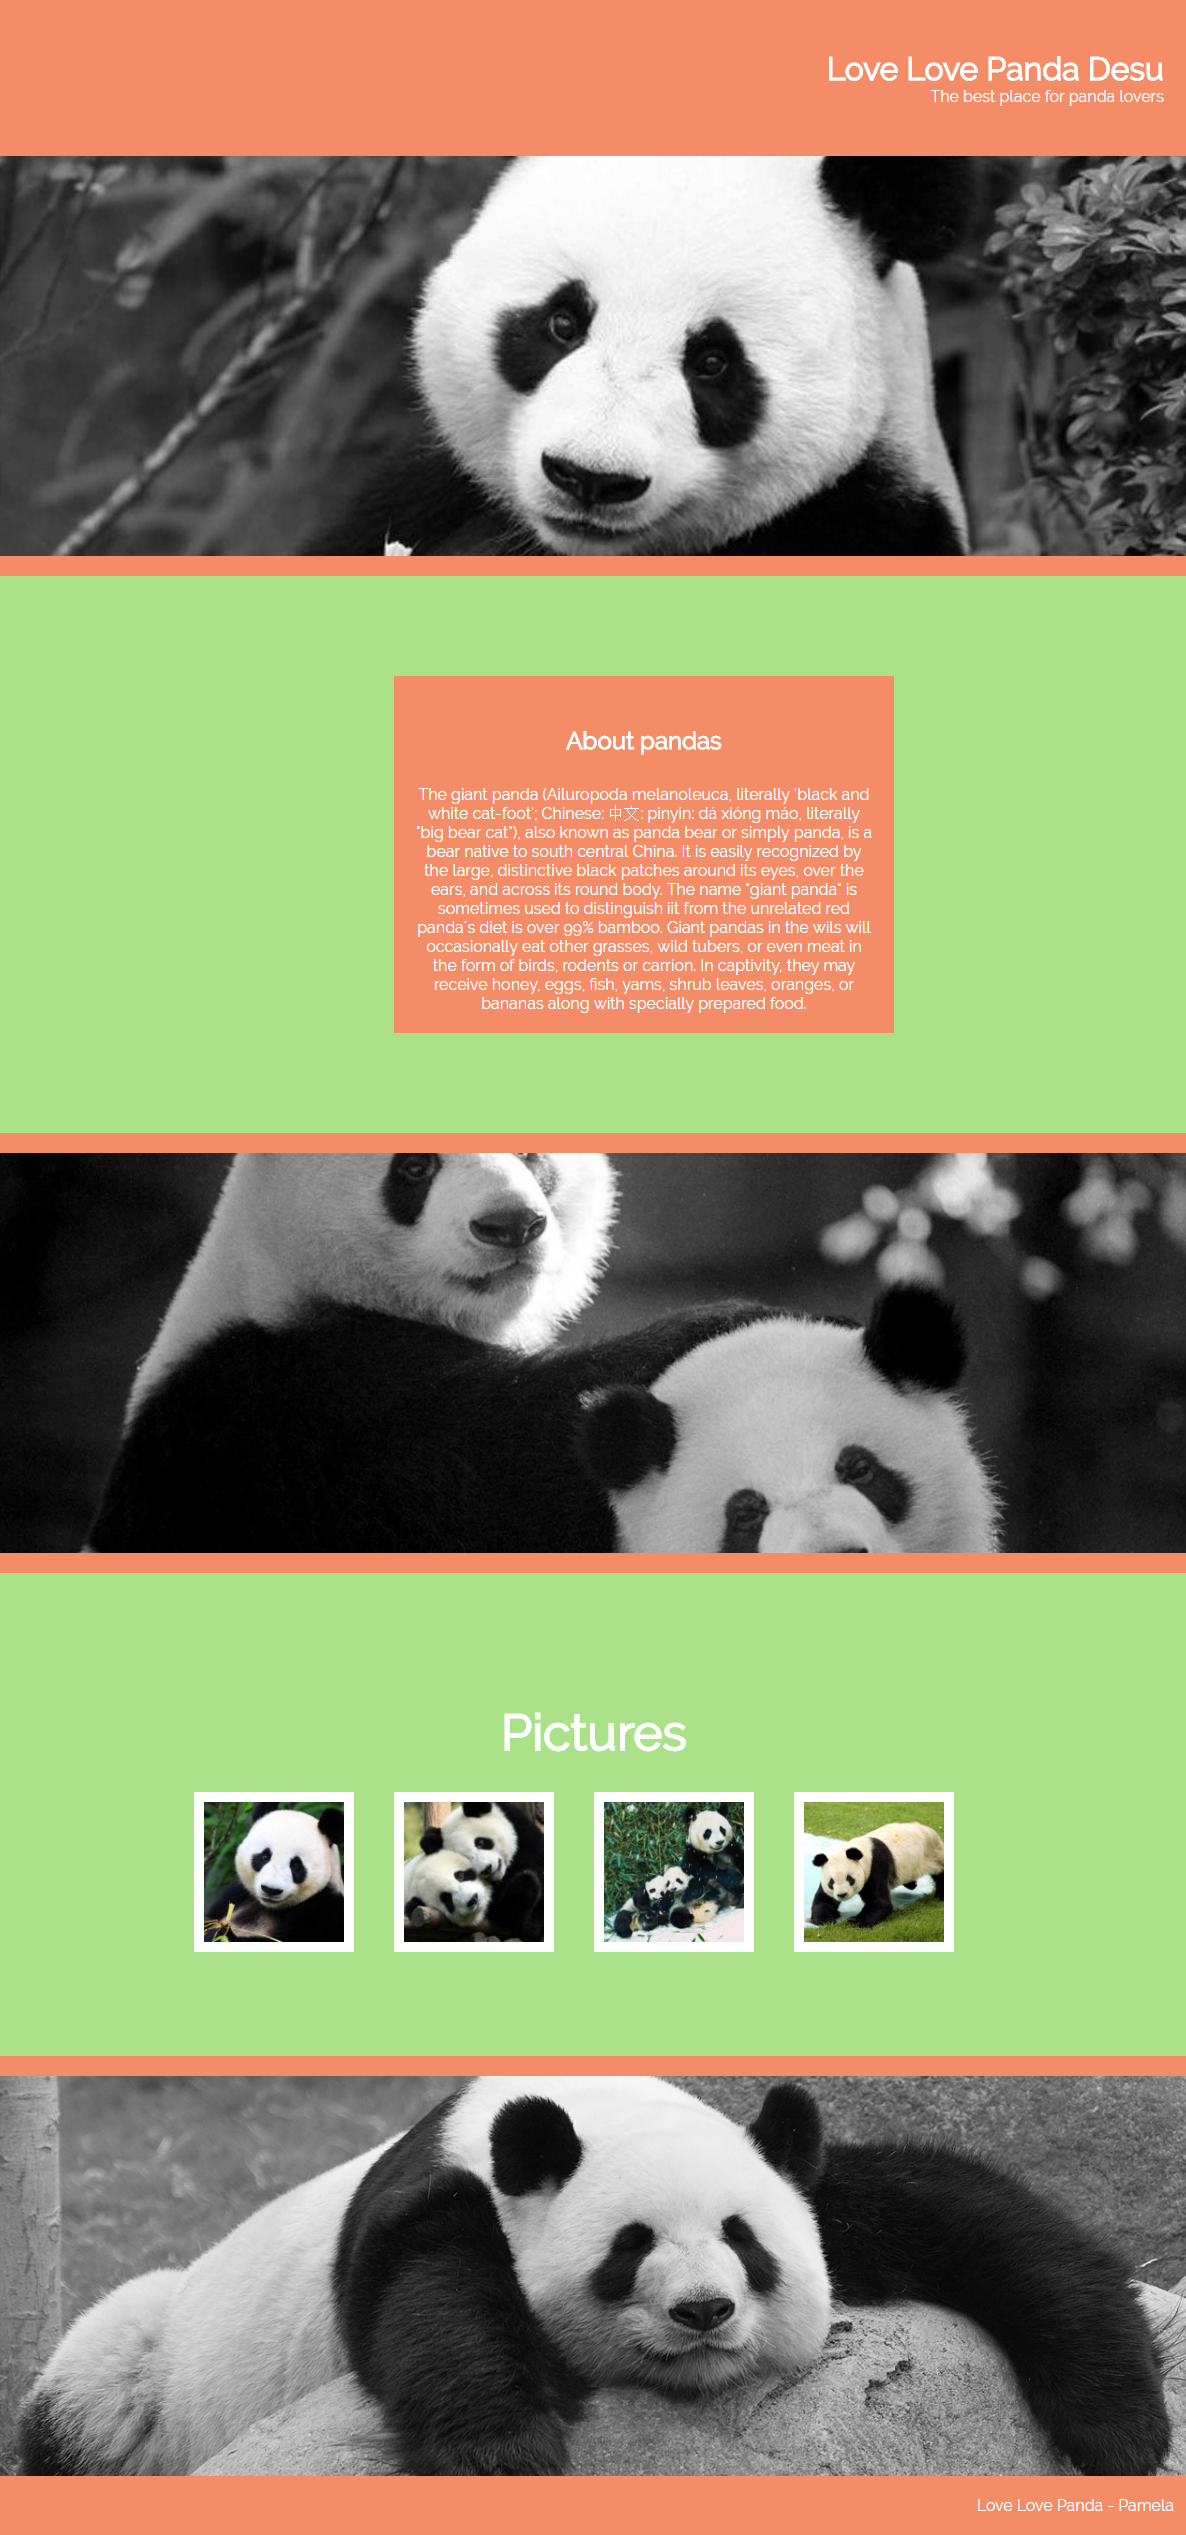 Love Love Panda Desu
The best place for panda lovers
About pandas
The giant panda (Ailuropoda melanoleuca, literally 'black and
white cat-foot'; Chinese: 中文: pinyin: dá xióng máo, literally
"big bear cat"), also known as panda bear or simply panda, is a
bear native to south central China. It is easily recognized by
the large, distinctive black patches around its eyes, over the
ears, and across its round body. The name "giant panda" is
sometimes used to distinguish iit from the unrelated red
panda´s diet is over 99% bamboo. Giant pandas in the wils will
occasionally eat other grasses, wild tubers, or even meat in
the form of birds, rodents or carrion. In captivity, they may
receive honey, eggs, fish, yams, shrub leaves, oranges, or
bananas along with specially prepared food.
Pictures
Love Love Panda - Pamela